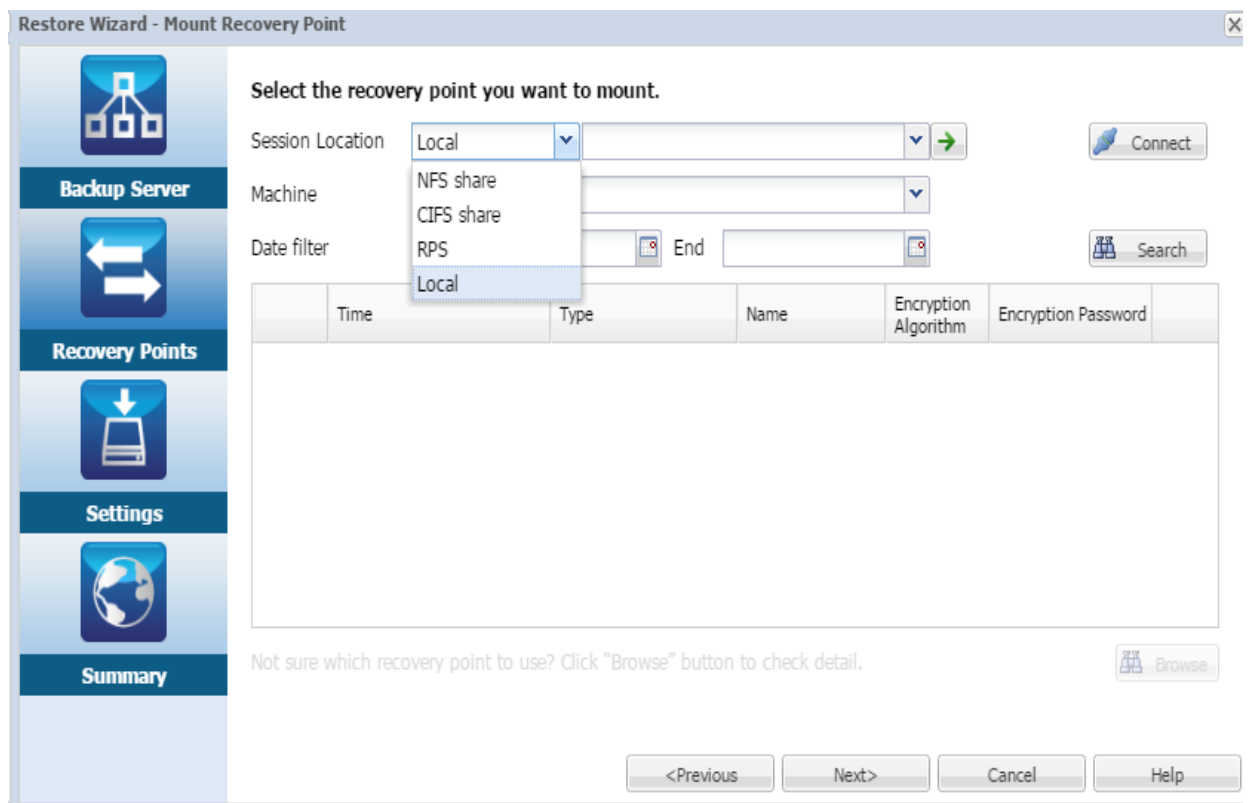 Restore Wizard - Mount Recovery Point
Backup Server
Recovery Points
Settings
Summary
Select the recovery point you want to mount.
Session Location Local Connect
NFS share
Machine
CIFS share
Date filter RPS End Search
Local
Time Type Name Encryption Algorithm Encryption Password
Not sure which recovery point to use? Click "Browse" button to check detail. Browse
<Previous Next> Cancel Help